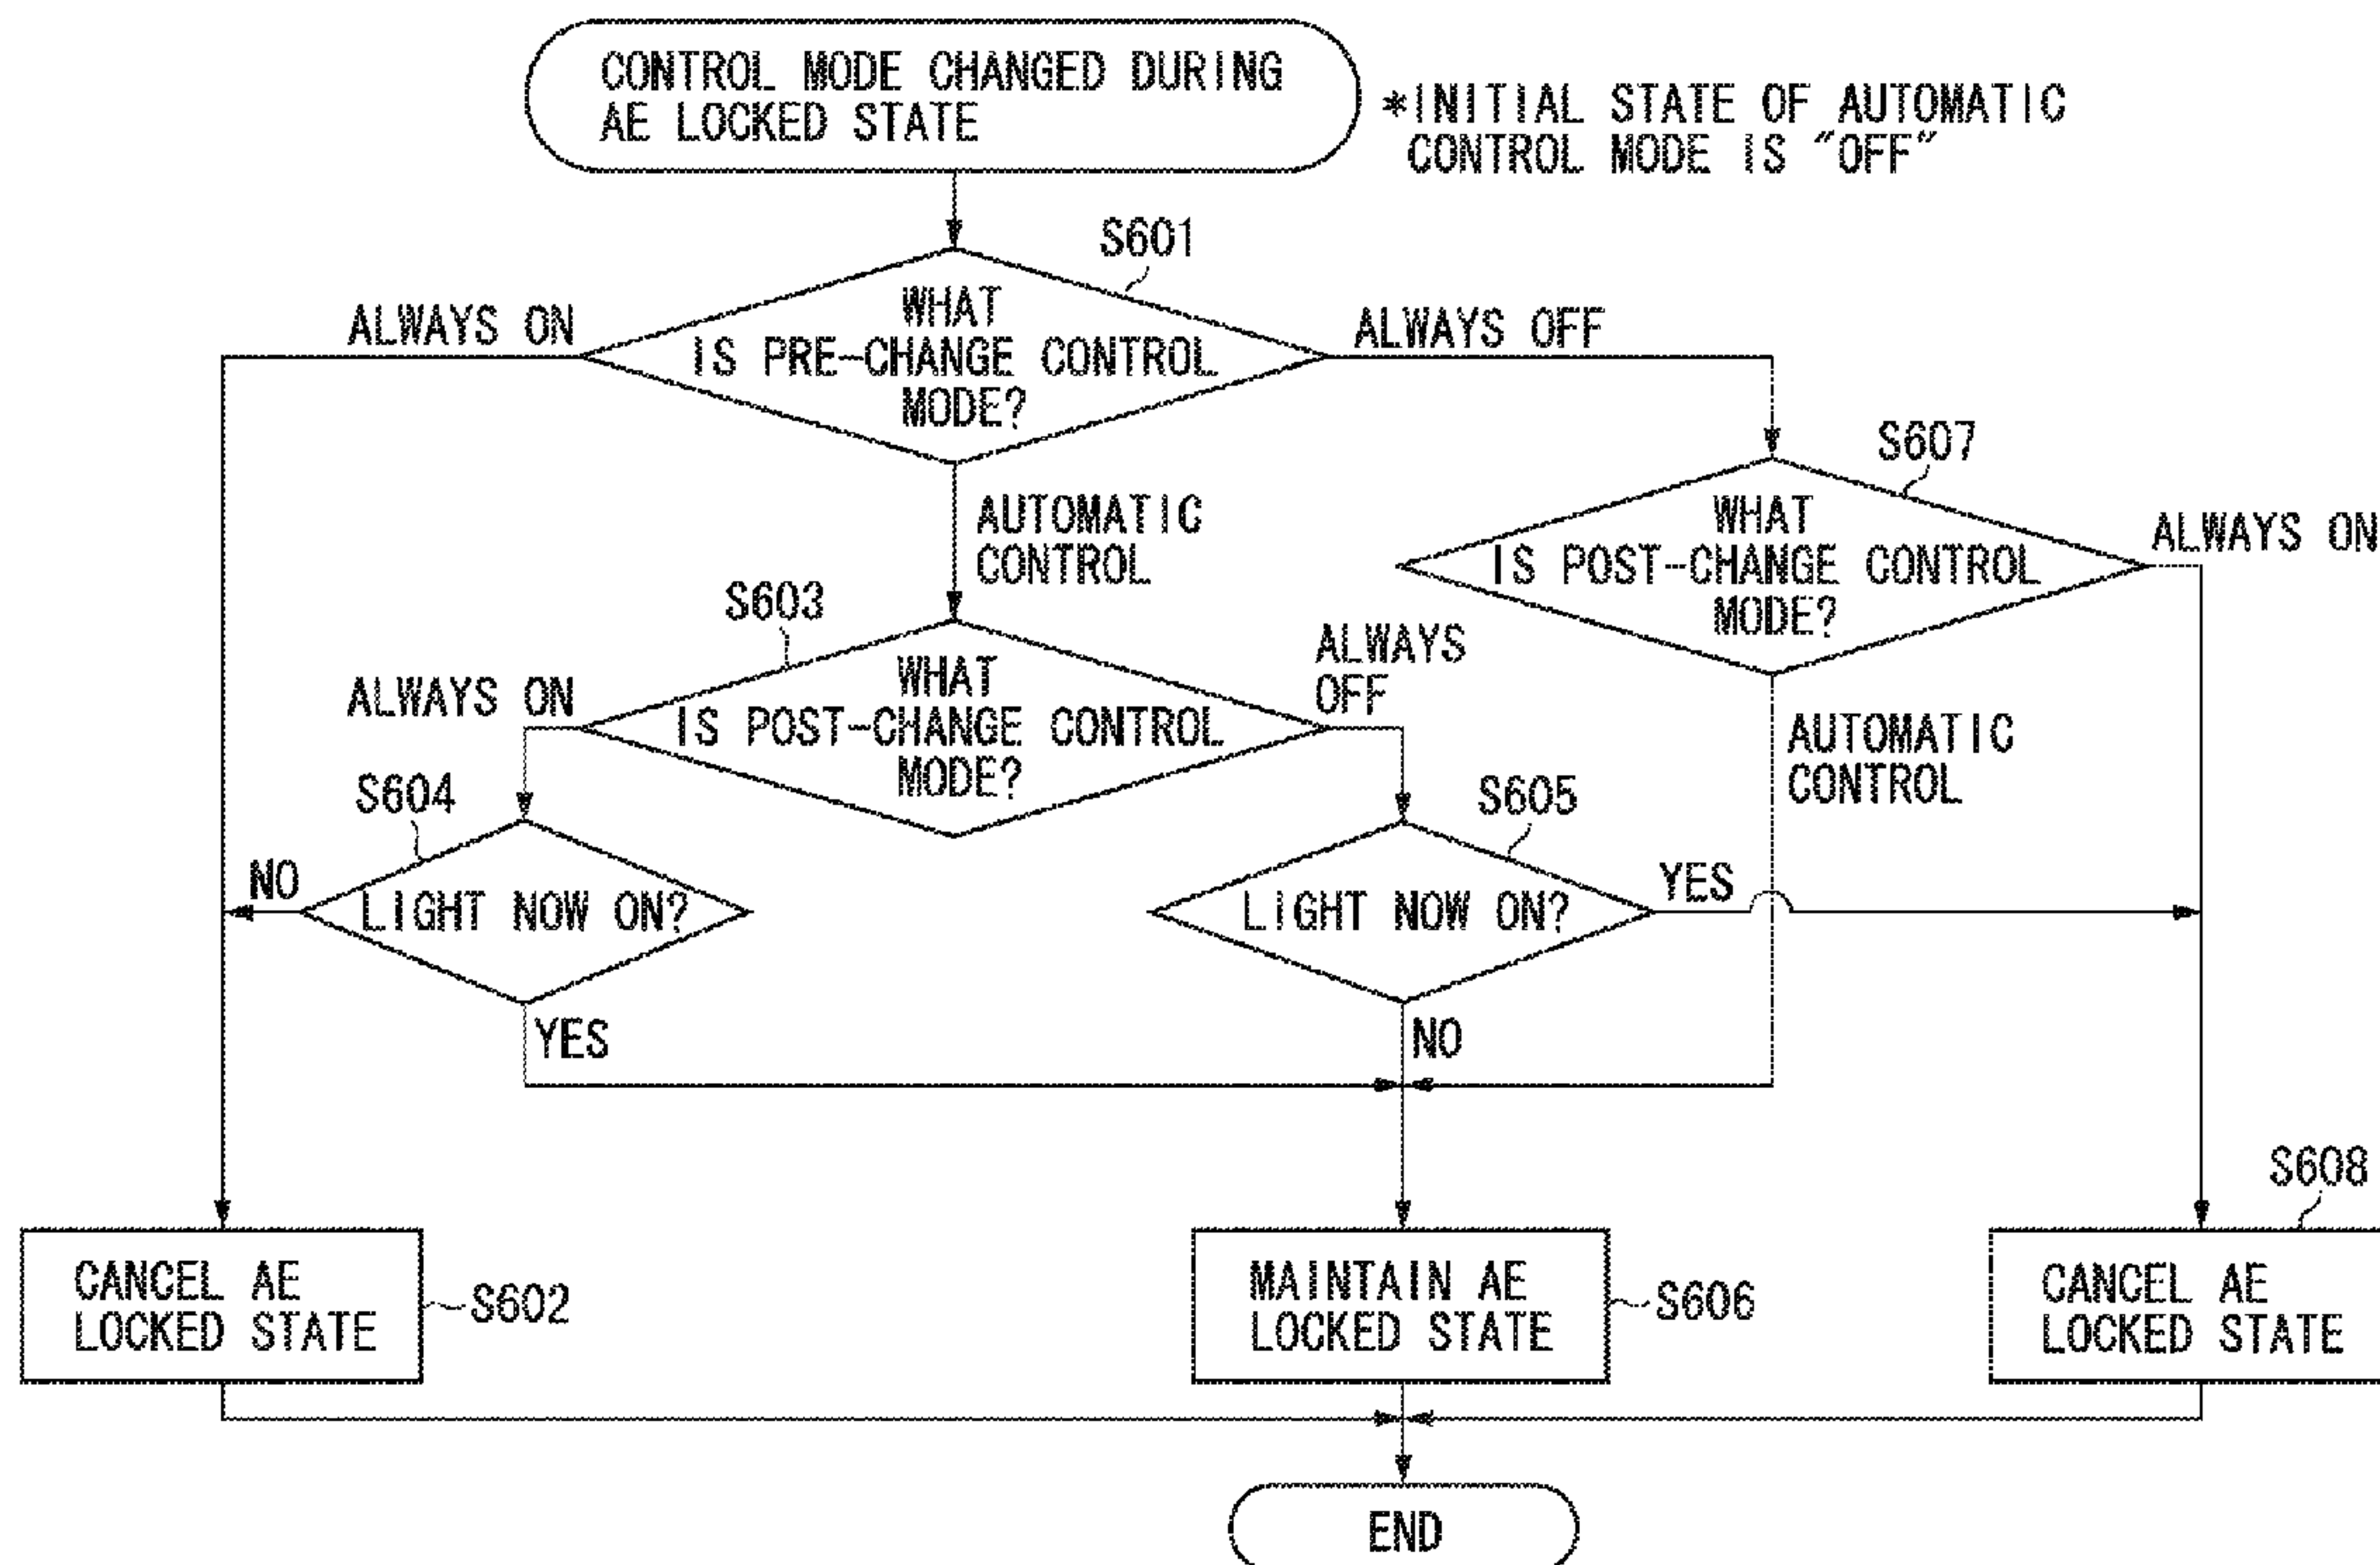 CONTROL MODE CHANGED DURING
AE LOCKED STATE
*INITIAL STATE OF AUTOMATIC
CONTROL MODE IS "OFF"
S601
WHAT
IS PRE-CHANGE CONTROL
MODE?
ALWAYS ON
ALWAYS OFF
AUTOMATIC
CONTROL
S607
WHAT
IS POST-CHANGE CONTROL
MODE?
ALWAYS ON
AUTOMATIC
CONTROL
S603
WHAT
IS POST-CHANGE CONTROL
MODE?
ALWAYS ON
ALWAYS
OFF
S604
LIGHT NOW ON?
NO
YES
S605
LIGHT NOW ON?
YES
NO
CANCEL AE
LOCKED STATE
S602
MAINTAIN AE
LOCKED STATE
S606
S608
CANCEL AE
LOCKED STATE
END